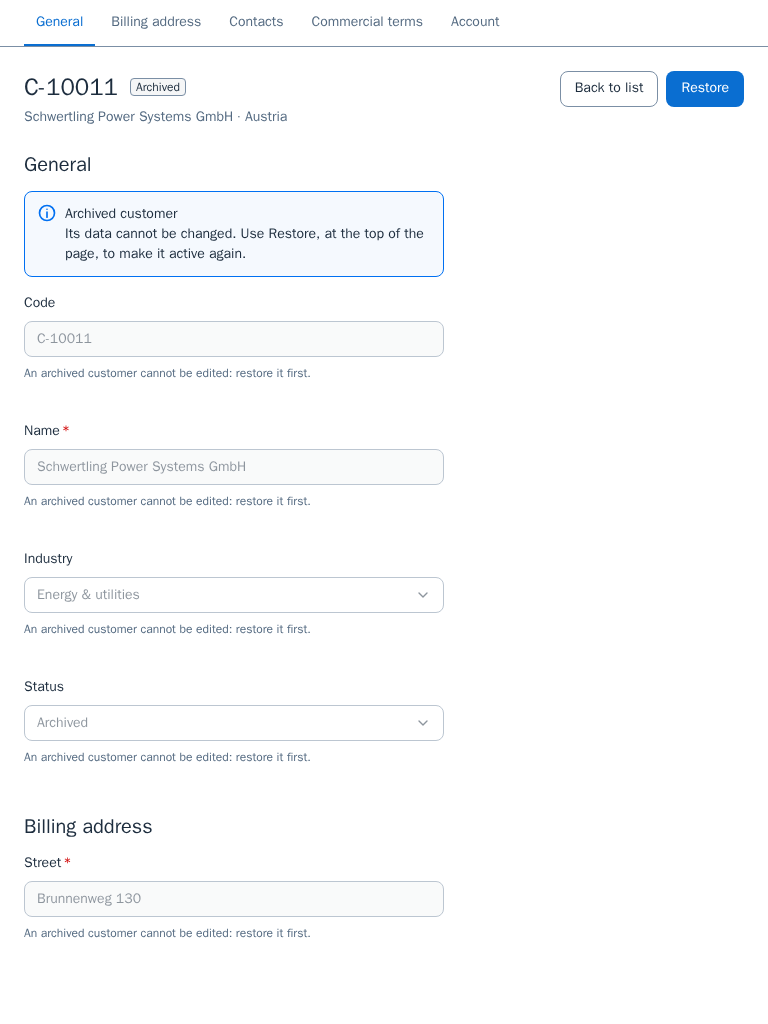 General Billing address Contacts Commercial terms Account
C-10011 Archived Back to list Restore
Schwertling Power Systems GmbH · Austria
General
Archived customer
Its data cannot be changed. Use Restore, at the top of the
page, to make it active again.
Code
C-10011
An archived customer cannot be edited: restore it first.
Name *
Schwertling Power Systems GmbH
An archived customer cannot be edited: restore it first.
Industry
Energy & utilities
An archived customer cannot be edited: restore it first.
Status
Archived
An archived customer cannot be edited: restore it first.
Billing address
Street *
Brunnenweg 130
An archived customer cannot be edited: restore it first.